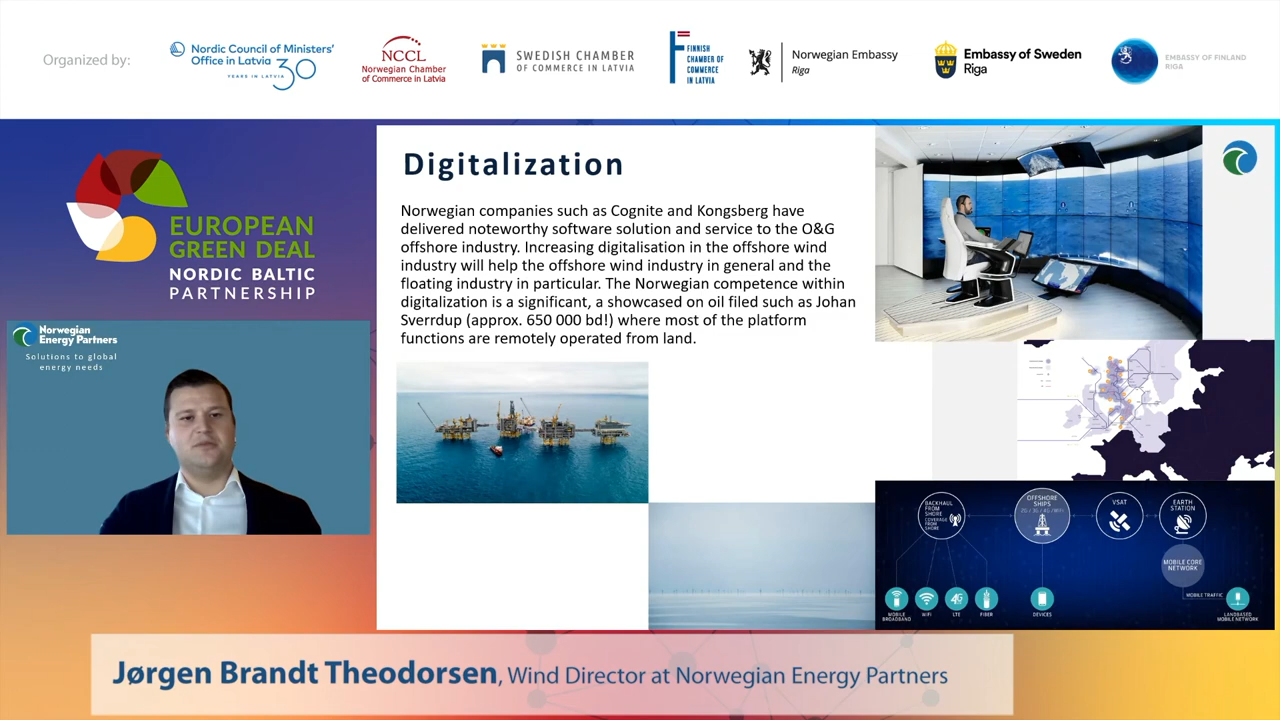 Organized by:
Nordic Council of Ministers'
Office in Latvia
YEARS IN LATVIA 30
NCCL
Norwegian Chamber
of Commerce in Latvia
SWEDISH CHAMBER
OF COMMERCE IN LATVIA
FINNISH
CHAMBER OF
COMMERCE
IN LATVIA
Norwegian Embassy
Riga
Embassy of Sweden
Riga
EMBASSY OF FINLAND
RIGA
EUROPEAN
GREEN DEAL
NORDIC BALTIC
PARTNERSHIP
Norwegian
Energy Partners
Solutions to global
energy needs
Digitalization
Norwegian companies such as Cognite and Kongsberg have
delivered noteworthy software solution and service to the O&G
offshore industry. Increasing digitalisation in the offshore wind
industry will help the offshore wind industry in general and the
floating industry in particular. The Norwegian competence within
digitalization is a significant, a showcased on oil filed such as Johan
Sverrdup (approx. 650 000 bd!) where most of the platform
functions are remotely operated from land.
BACKHAUL
FROM
SHORE
COVERAGE
FROM
SHORE
OFFSHORE
SHIPS
2G / 3G / 4G/WIFI
VSAT
EARTH
STATION
MOBILE CORE
NETWORK
MOBILE TRAFFIC
MOBILE
BROADBAND
WIFI
4G
LTE
FIBER
DEVICES
LANDBASED
MOBILE NETWORK
Jørgen Brandt Theodorsen, Wind Director at Norwegian Energy Partners